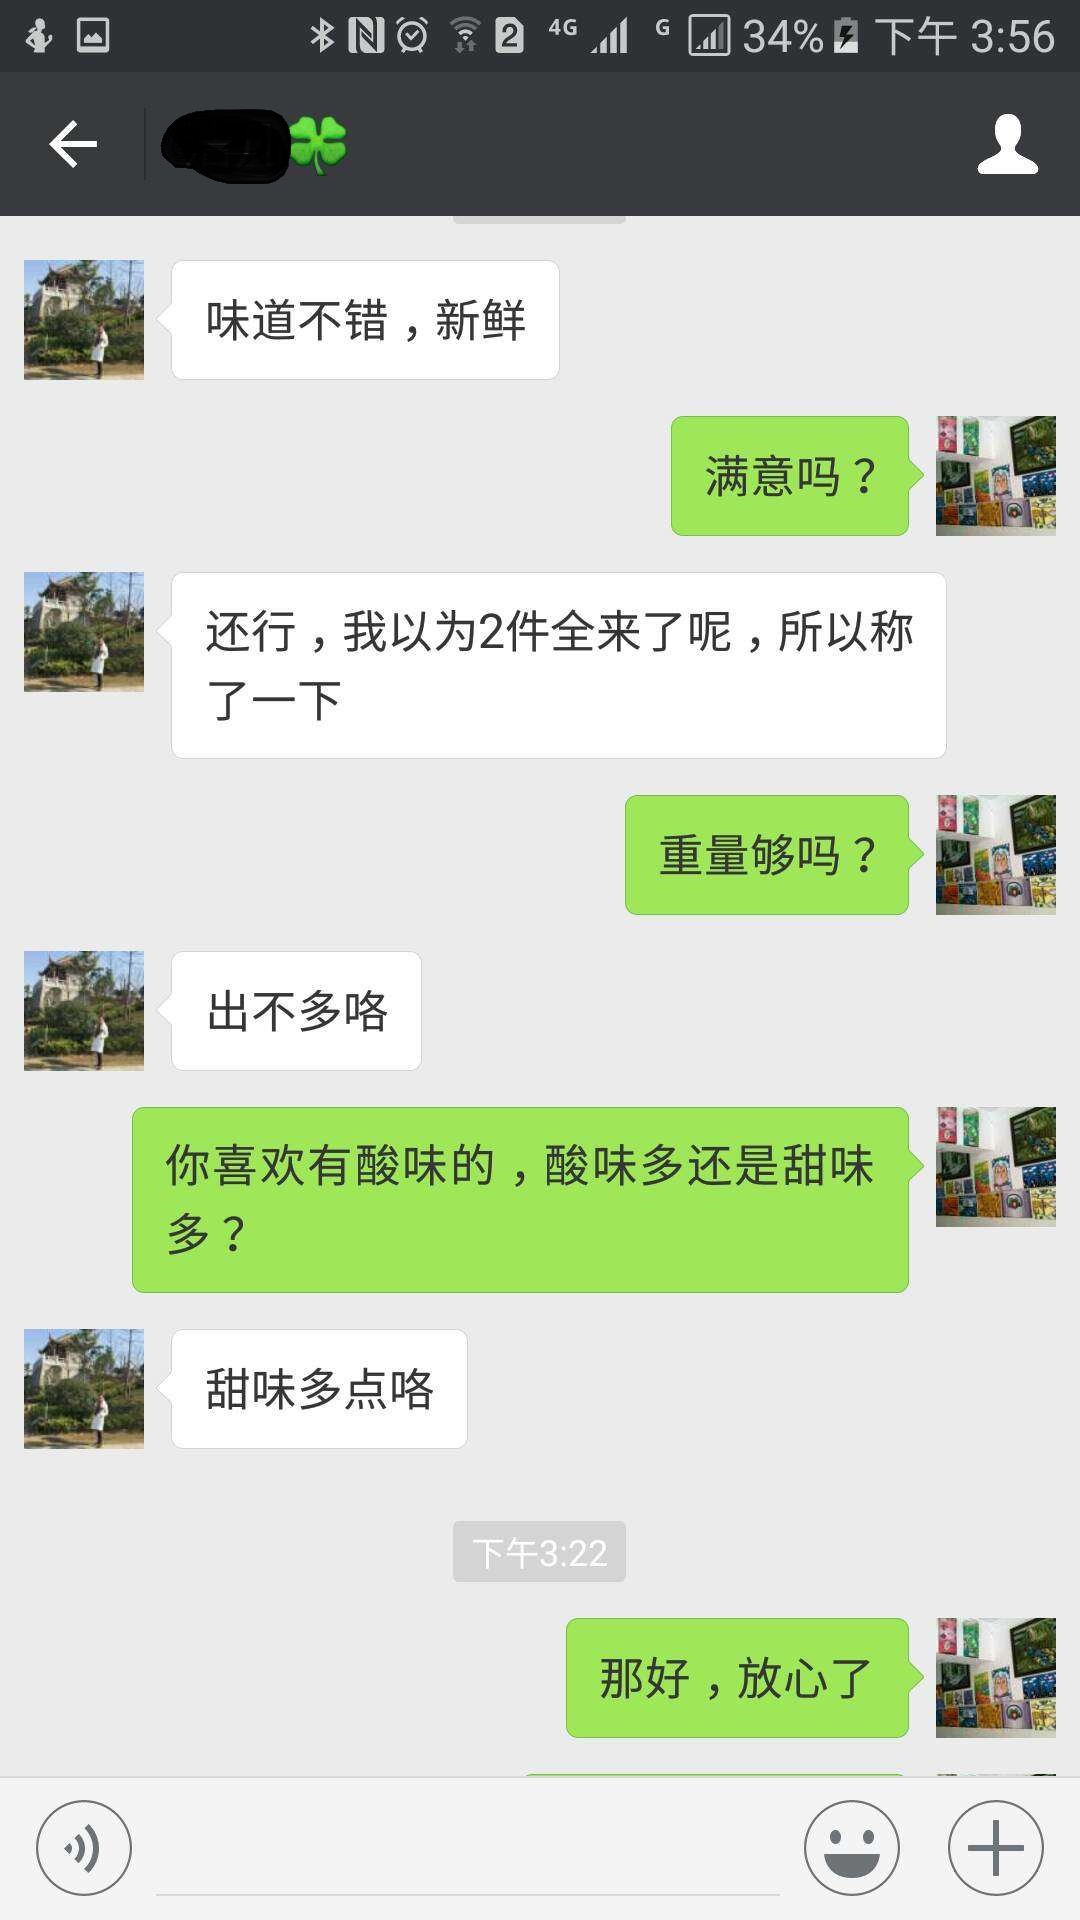 4G G 34% 下午 3:56
味道不错，新鲜
满意吗？
还行，我以为2件全来了呢，所以称
了一下
重量够吗？
出不多咯
你喜欢有酸味的，酸味多还是甜味
多？
甜味多点咯
下午3:22
那好，放心了